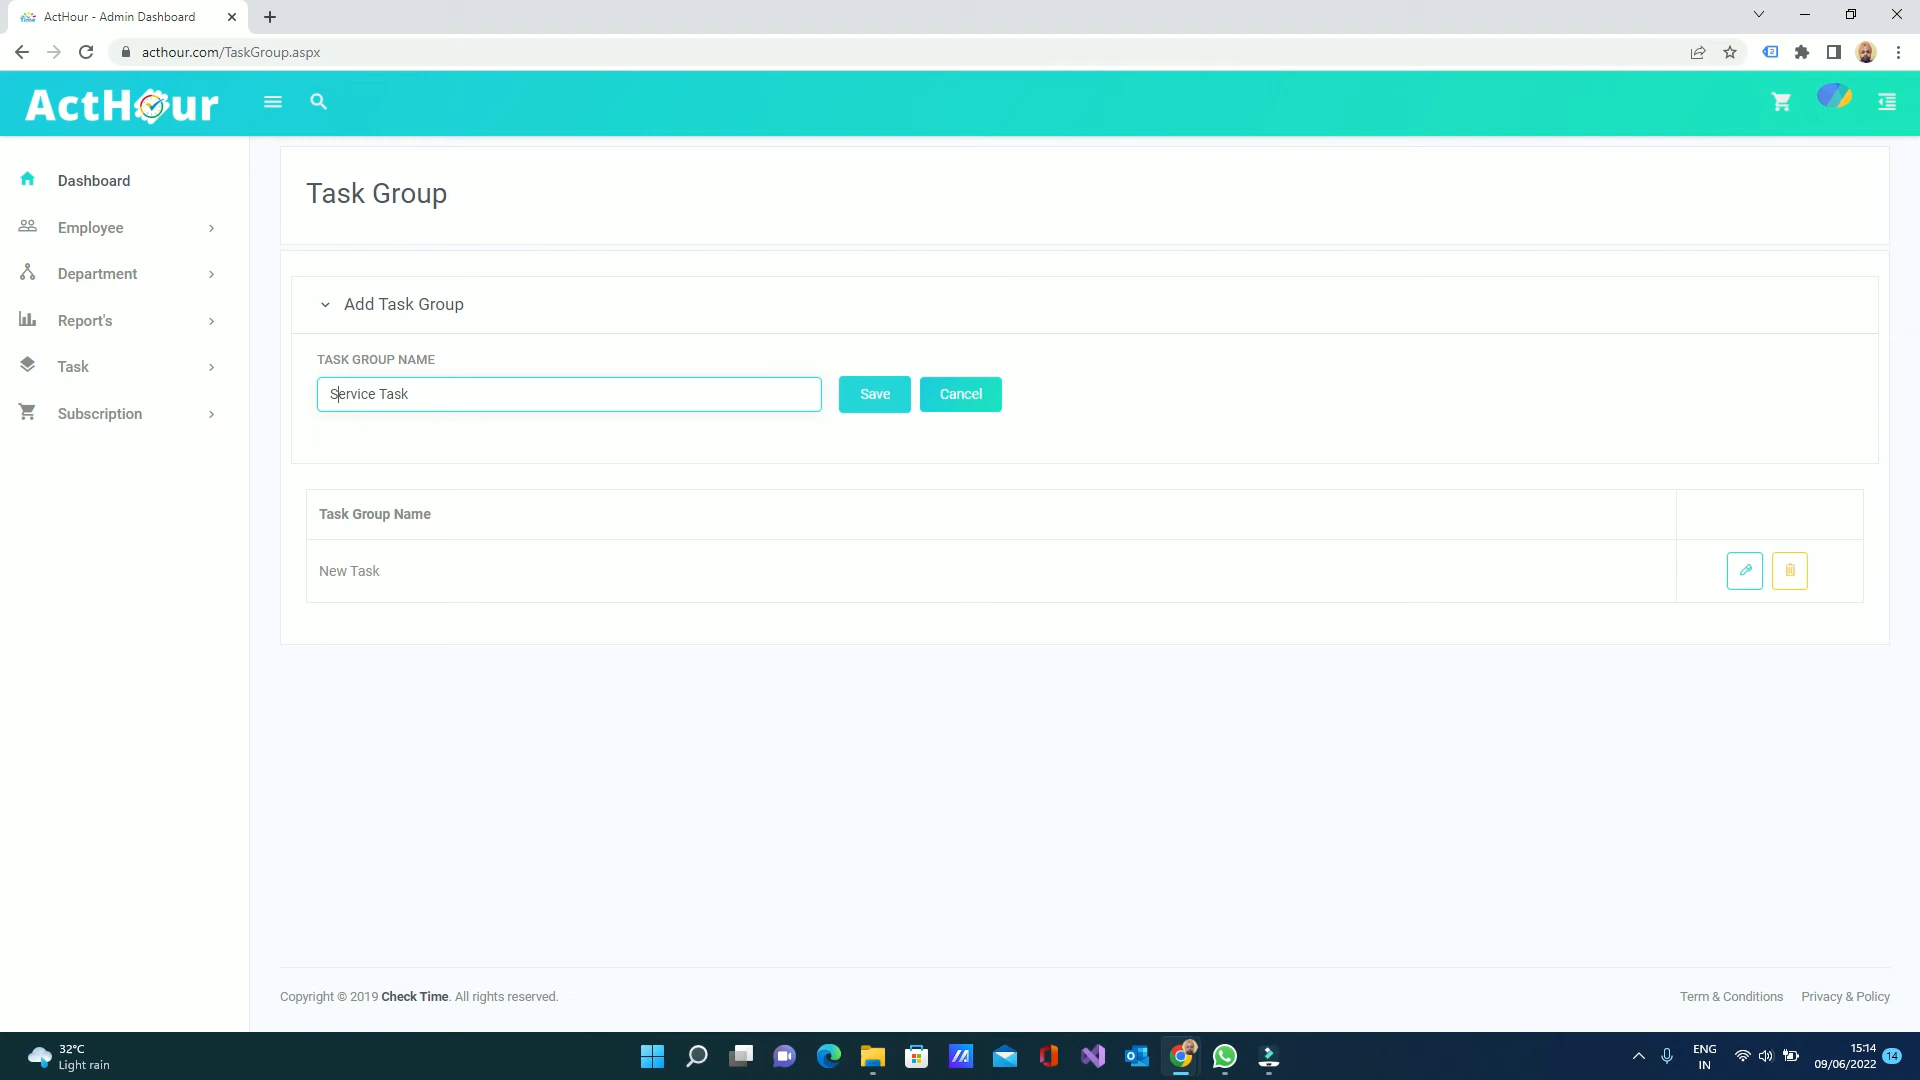 ActHour - Admin Dashboard
acthour.com/TaskGroup.aspx
ActHour
Dashboard
Employee
Department
Report's
Task
Subscription
Task Group
Add Task Group
TASK GROUP NAME
Service Task
Save
Cancel
Task Group Name
New Task
Copyright © 2019 Check Time. All rights reserved.
Term & Conditions
Privacy & Policy
32°C
Light rain
ENG
IN
15:14
09/06/2022
14